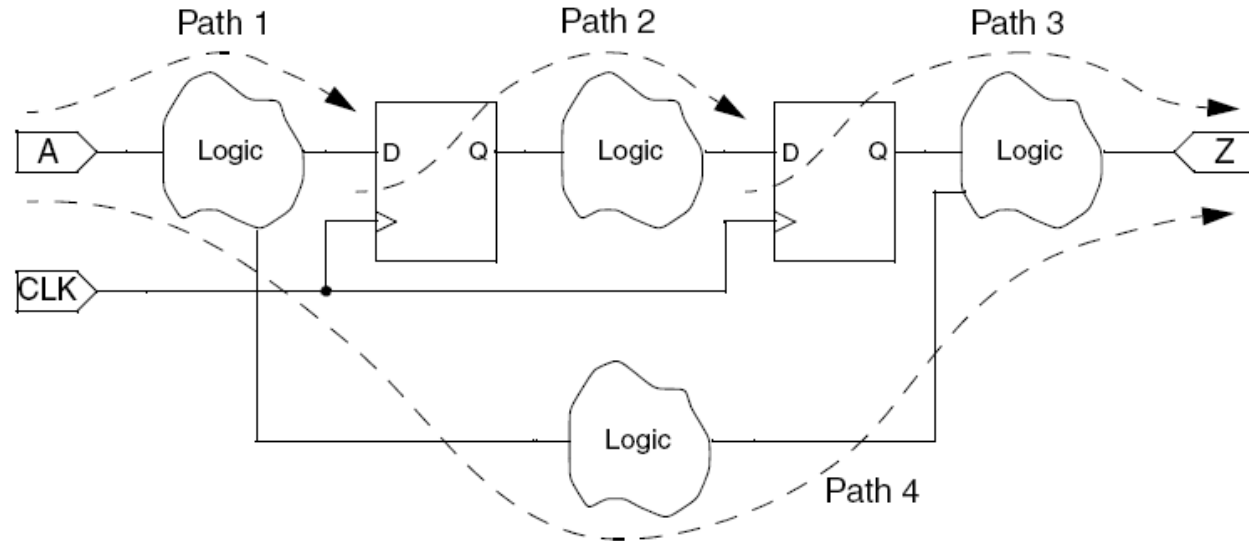 Path 1
Path 2
Path 3
A
Logic
D
Q
Logic
D
Q
Logic
Z
CLK
Logic
Path 4